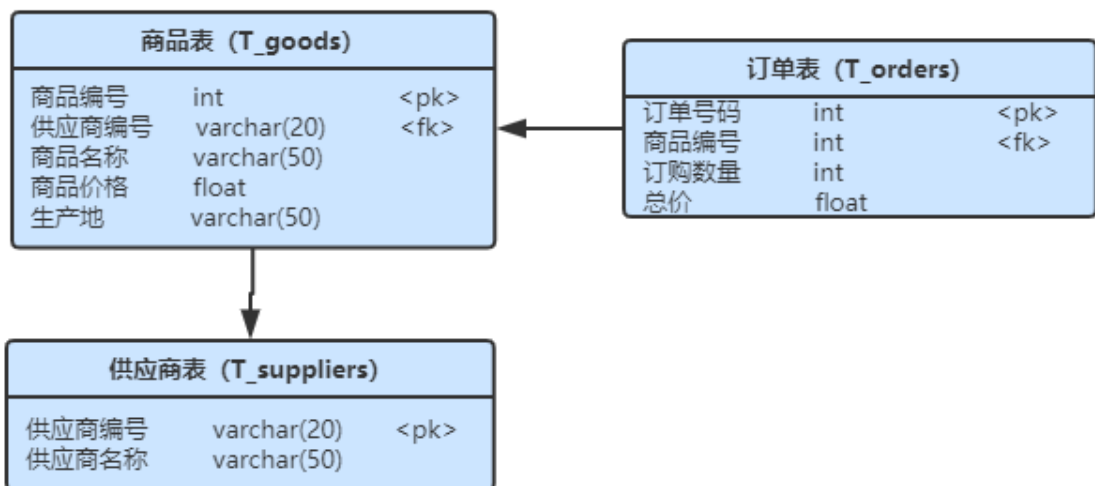 商品表（T_goods）
商品编号 int <pk>
供应商编号 varchar(20) <fk>
商品名称 varchar(50)
商品价格 float
生产地 varchar(50)
订单表（T_orders）
订单号码 int <pk>
商品编号 int <fk>
订购数量 int
总价 float
供应商表（T_suppliers）
供应商编号 varchar(20) <pk>
供应商名称 varchar(50)